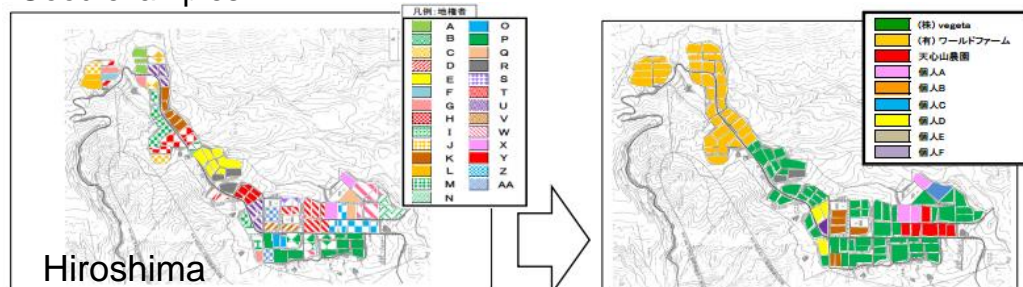 凡例:地権者
A O
B P
C Q
D R
E S
F T
G U
H V
I W
J X
K Y
L Z
M AA
N
Hiroshima
(株) vegeta
(有) ワールドファーム
天心山農園
個人A
個人B
個人C
個人D
個人E
個人F